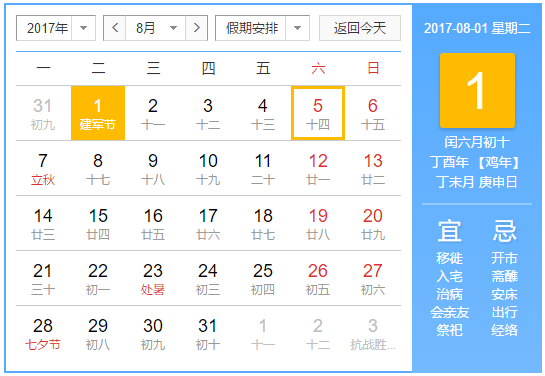 2017年 8月 假期安排 返回今天
一 二 三 四 五 六 日
31 1 2 3 4 5 6
初九 建军节 十一 十二 十三 十四 十五
7 8 9 10 11 12 13
立秋 十七 十八 十九 二十 廿一 廿二
14 15 16 17 18 19 20
廿三 廿四 廿五 廿六 廿七 廿八 廿九
21 22 23 24 25 26 27
三十 初一 处暑 初三 初四 初五 初六
28 29 30 31 1 2 3
七夕节 初八 初九 初十 十一 十二 抗战胜...
2017-08-01 星期二
1
闰六月初十
丁酉年 【鸡年】
丁未月 庚申日
宜 忌
移徙 开市
入宅 斋醮
治病 安床
会亲友 出行
祭祀 经络